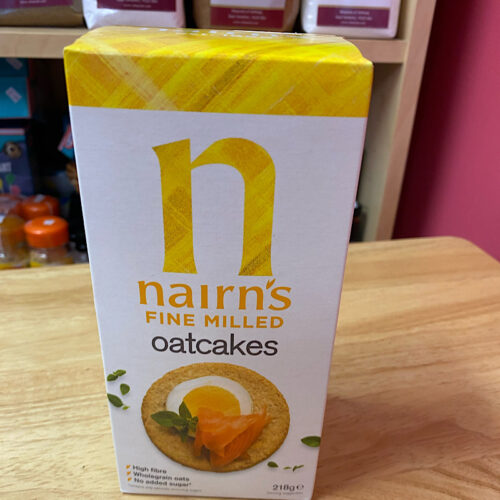 n
nairn's
FINE MILLED
oatcakes
High fibre
Wholegrain oats
No added sugar*
218g e